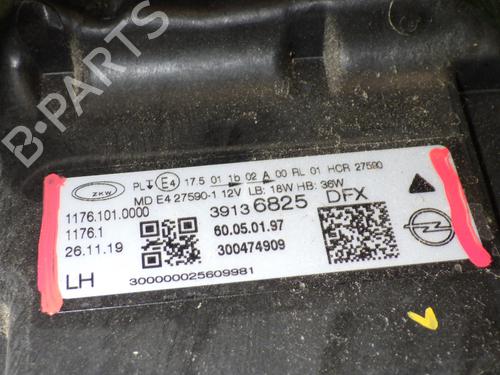 B-PARTS
ZKW PL E4 17.5 01 1b 02 A 00 RL 01 HCR 27590
MD E4 27590-1 12V LB: 18W HB: 36W
1176.101.0000 3913 6825 DFX
1176.1 60.05.01.97
26.11.19 300474909
LH 300000025609981